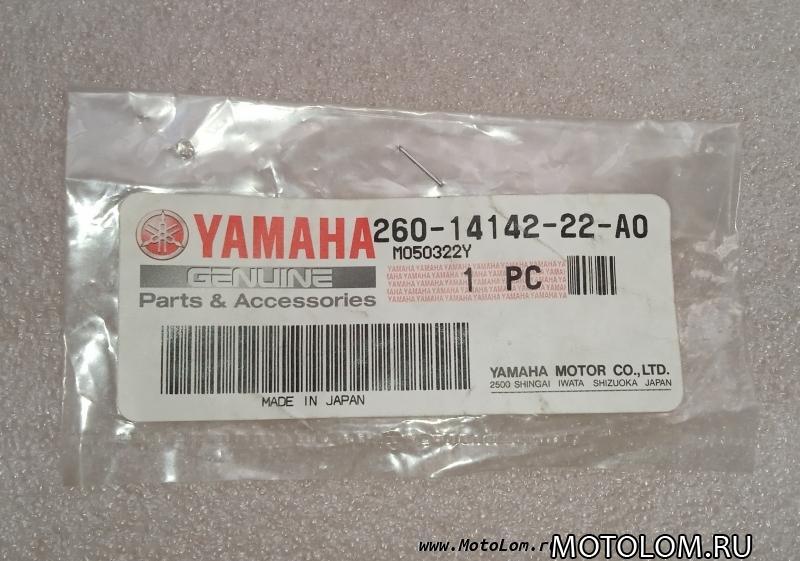 YAMAHA
260-14142-22-A0
M050322Y
GENUINE
1 PC
Parts & Accessories
YAMAHA MOTOR CO.,LTD.
2500 SHINGAI IWATA SHIZUOKA JAPAN
MADE IN JAPAN
www.MotoLom.r
MOTOLOM.RU